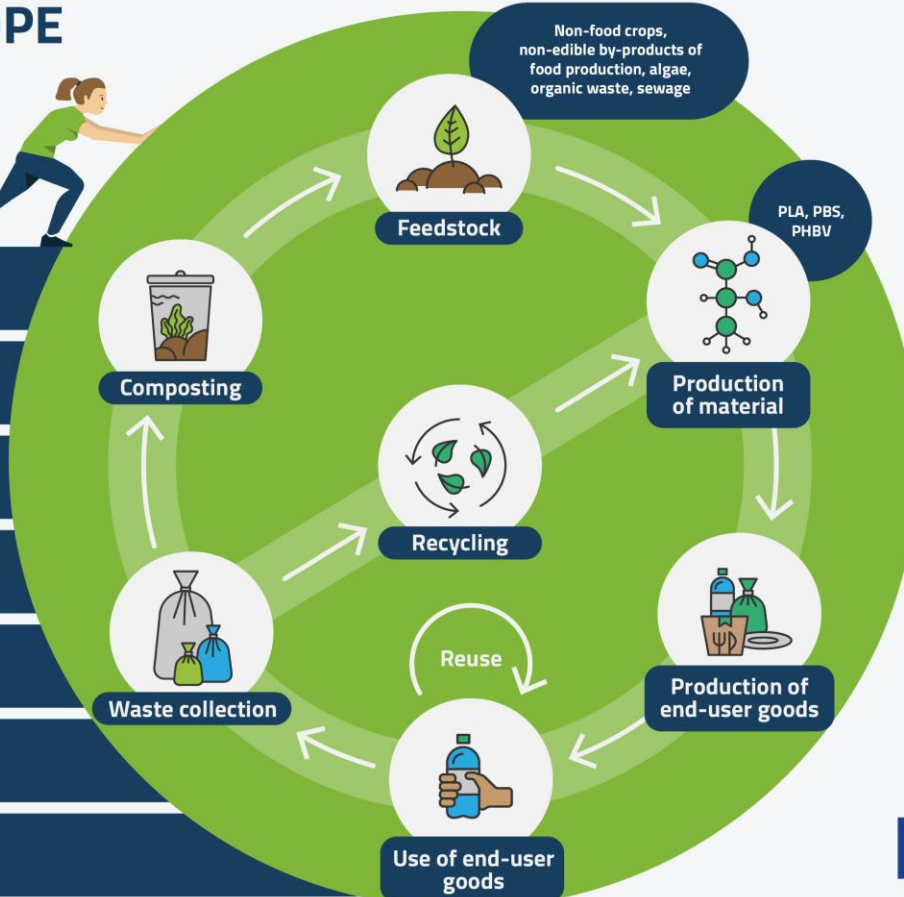 OPE
Non-food crops,
non-edible by-products of
food production, algae,
organic waste, sewage
Feedstock
PLA, PBS,
PHBV
Production
of material
Composting
Recycling
Reuse
Production of
end-user goods
Waste collection
Use of end-user
goods